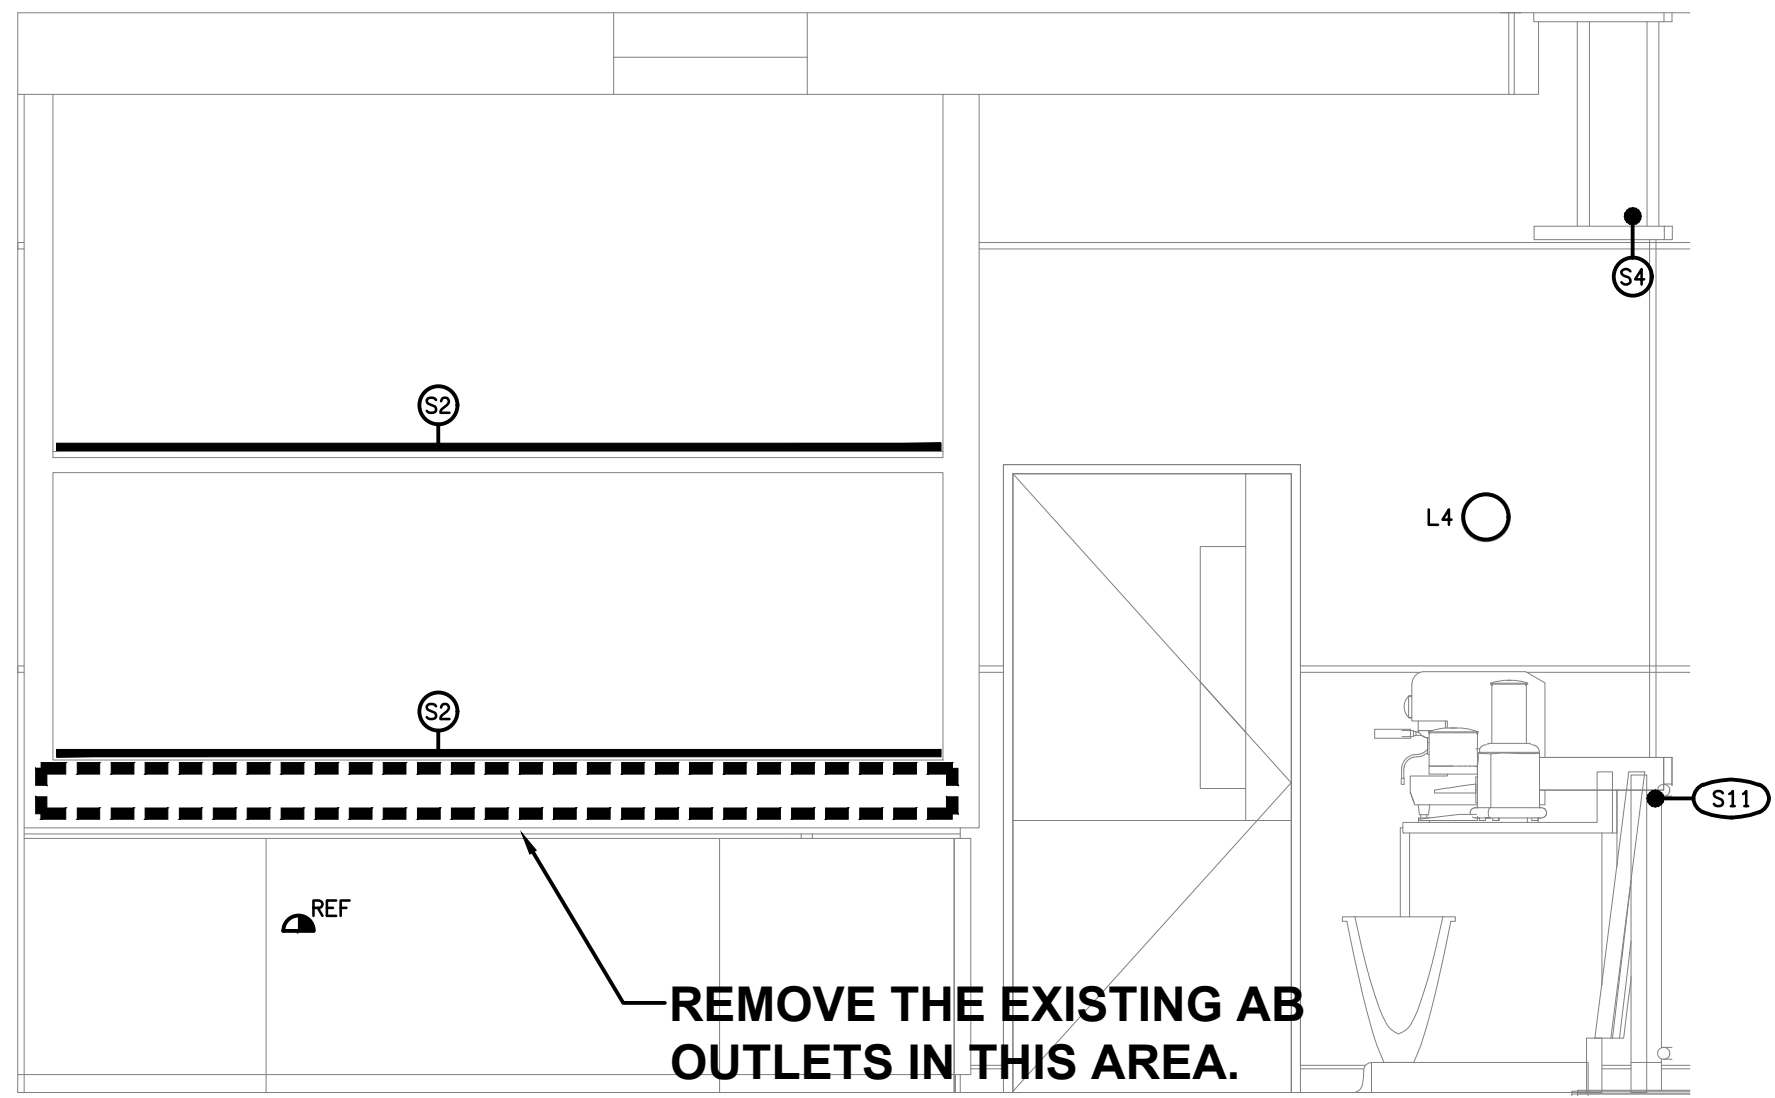 S4
S2
L4
S2
S11
REF
REMOVE THE EXISTING AB
OUTLETS IN THIS AREA.